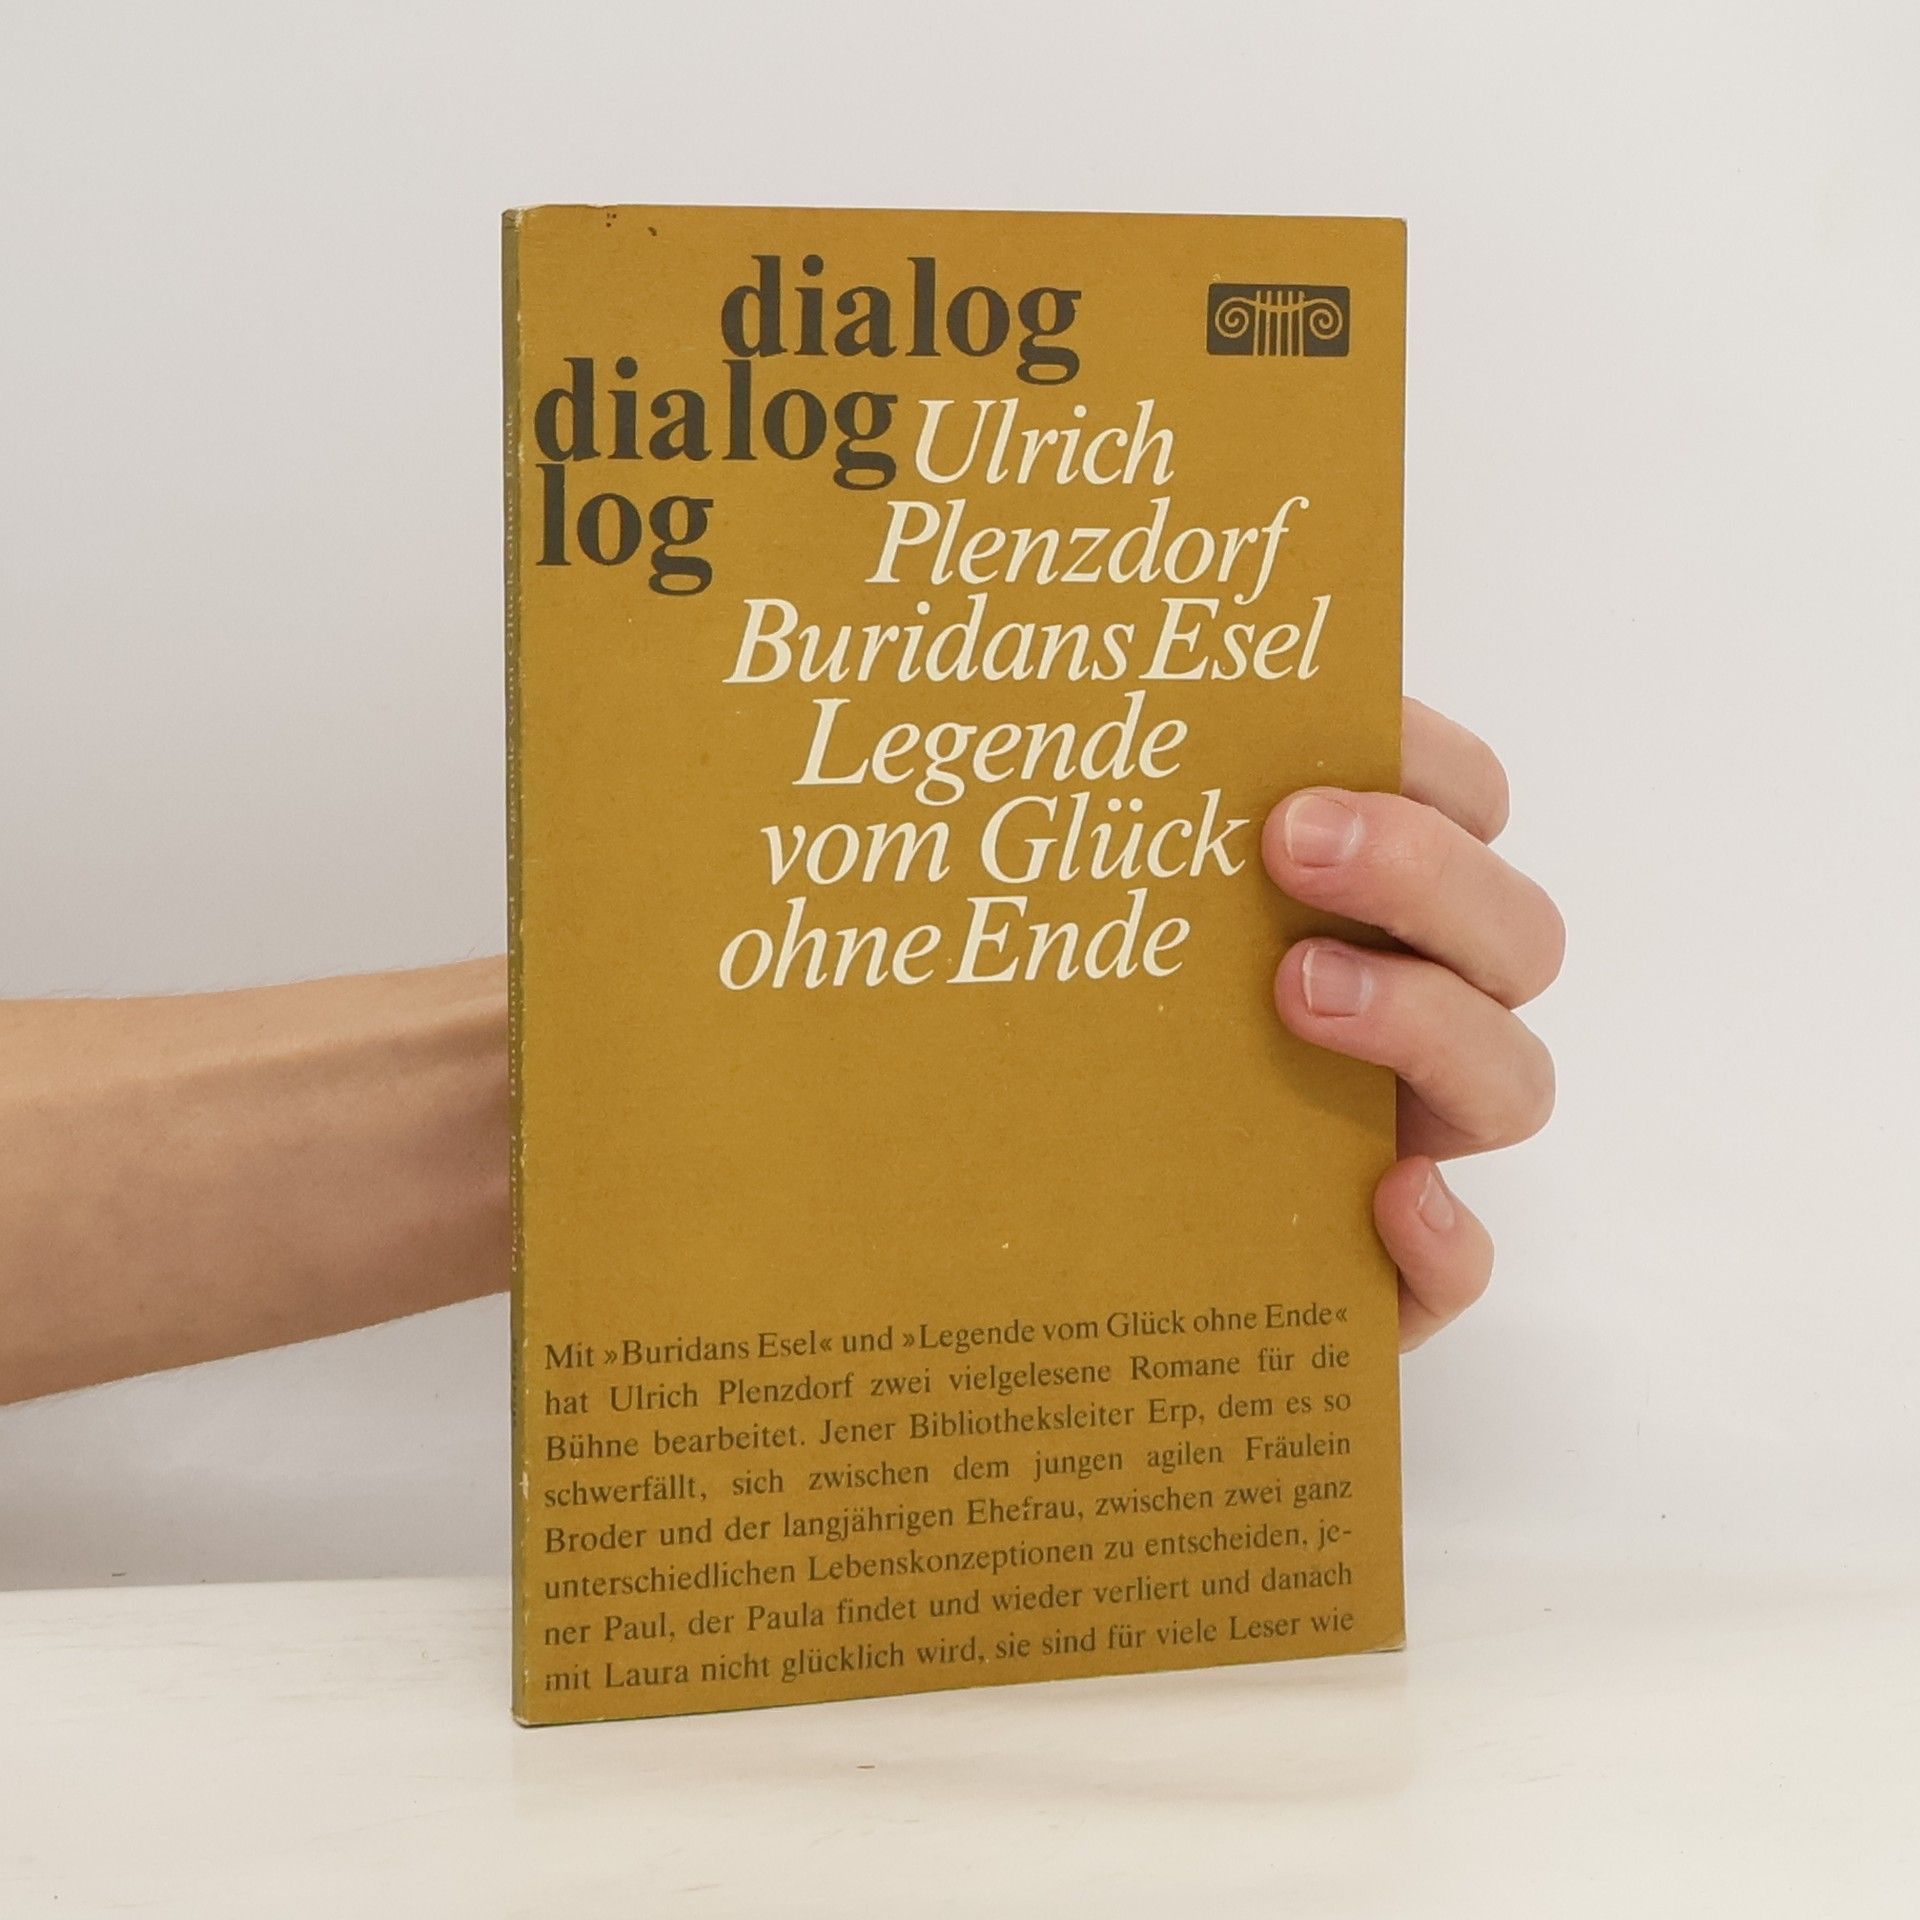 dialog
dialog
log
Ulrich
Plenzdorf
Buridans Esel
Legende
vom Glück
ohne Ende
Mit »Buridans Esel« und »Legende vom Glück ohne Ende«
hat Ulrich Plenzdorf zwei vielgelesene Romane für die
Bühne bearbeitet. Jener Bibliotheksleiter Erp, dem es so
schwerfällt, sich zwischen dem jungen agilen Fräulein
Broder und der langjährigen Ehefrau, zwischen zwei ganz
unterschiedlichen Lebenskonzeptionen zu entscheiden, je-
ner Paul, der Paula findet und wieder verliert und danach
mit Laura nicht glücklich wird, sie sind für viele Leser wie